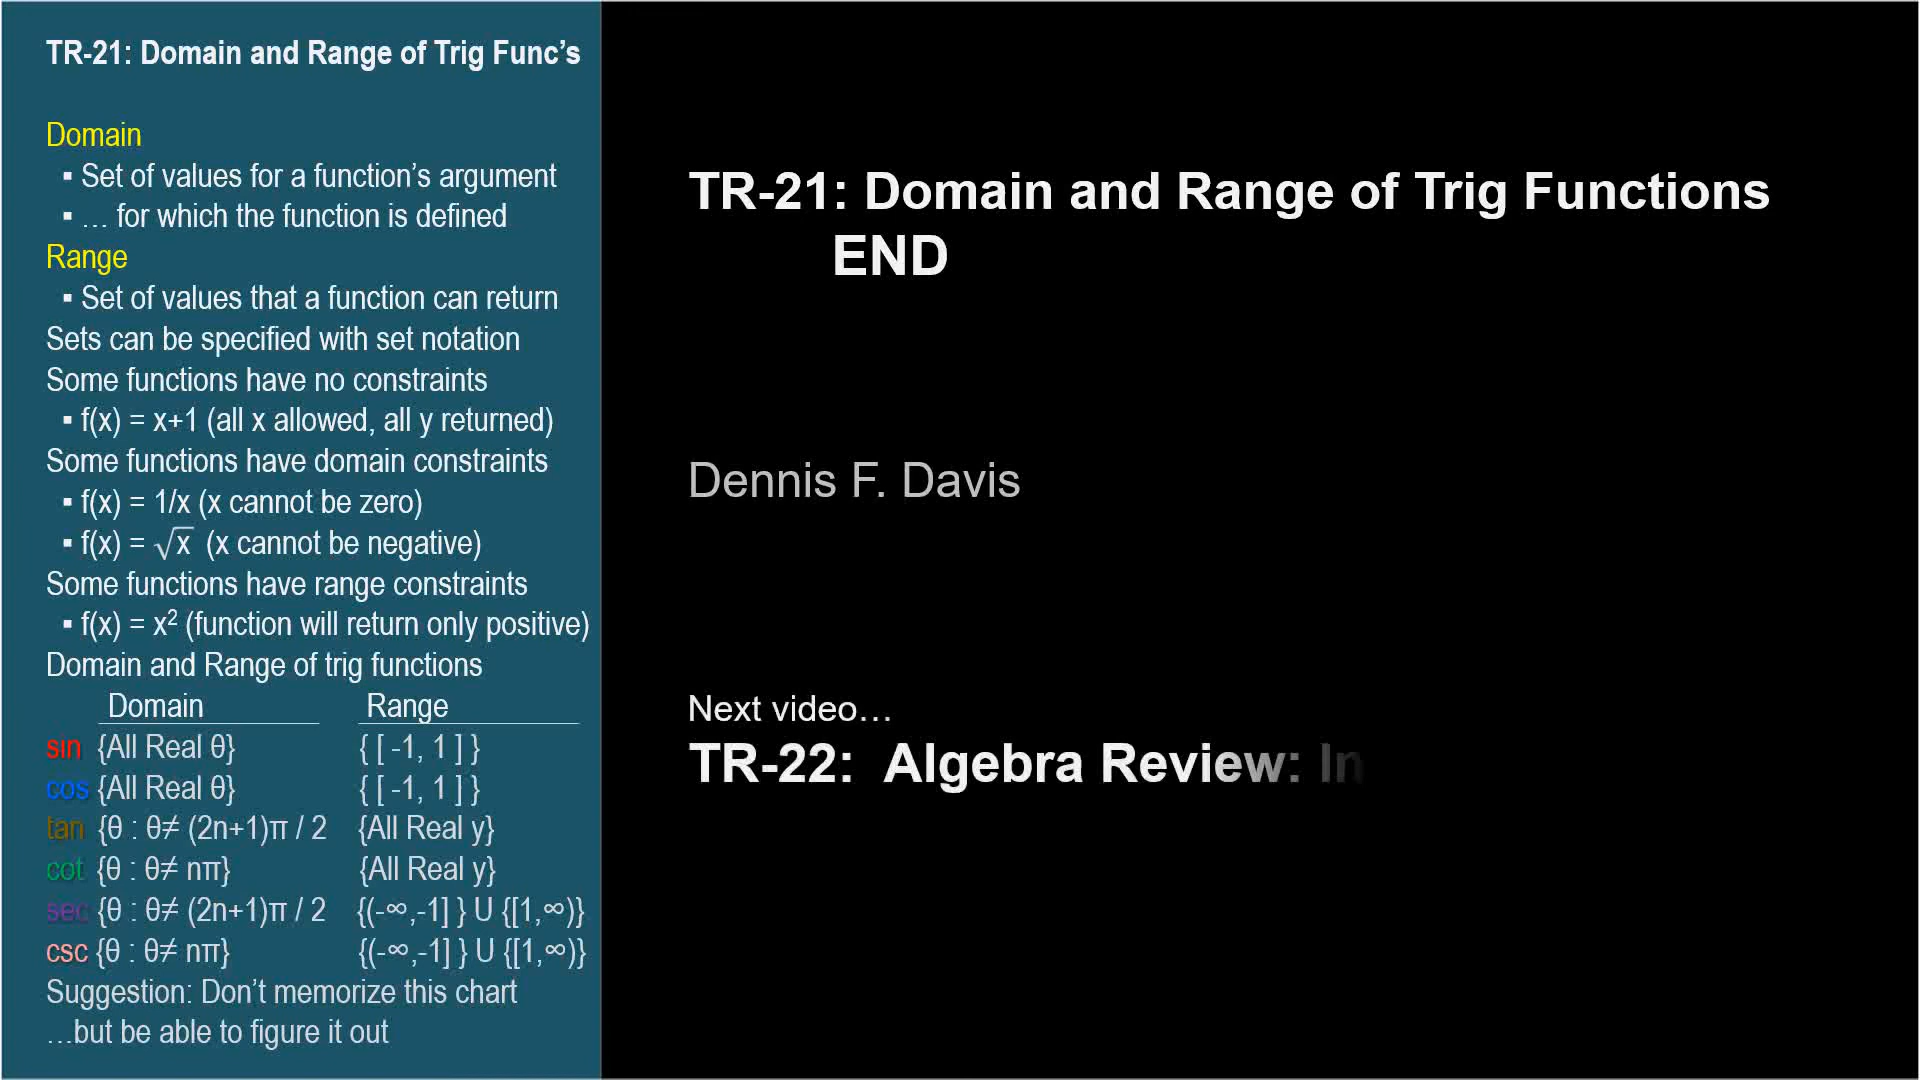 TR-21: Domain and Range of Trig Func’s
Domain
▪ Set of values for a function’s argument
▪ … for which the function is defined
Range
▪ Set of values that a function can return
Sets can be specified with set notation
Some functions have no constraints
▪ f(x) = x+1 (all x allowed, all y returned)
Some functions have domain constraints
▪ f(x) = 1/x (x cannot be zero)
▪ f(x) = √x (x cannot be negative)
Some functions have range constraints
▪ f(x) = x² (function will return only positive)
Domain and Range of trig functions
Domain Range
sin {All Real θ} { [ -1, 1 ] }
cos {All Real θ} { [ -1, 1 ] }
tan {θ : θ≠ (2n+1)π / 2 {All Real y}
cot {θ : θ≠ nπ} {All Real y}
sec {θ : θ≠ (2n+1)π / 2 {(-∞,-1] } U {[1,∞)}
csc {θ : θ≠ nπ} {(-∞,-1] } U {[1,∞)}
Suggestion: Don’t memorize this chart
…but be able to figure it out
TR-21: Domain and Range of Trig Functions
END
Dennis F. Davis
Next video…
TR-22: Algebra Review: In